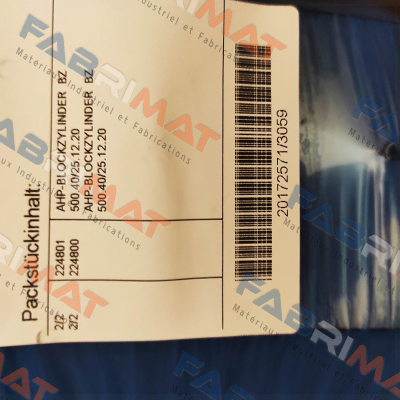 Packstückinhalt:
2/2 224801 AHP-BLOCKZYLINDER BZ
500.40/25.12.20
2/2 224800 AHP-BLOCKZYLINDER BZ
500.40/25.12.20
20172571/3059
FABRIMAT
Matériaux Industriel et Fabrications